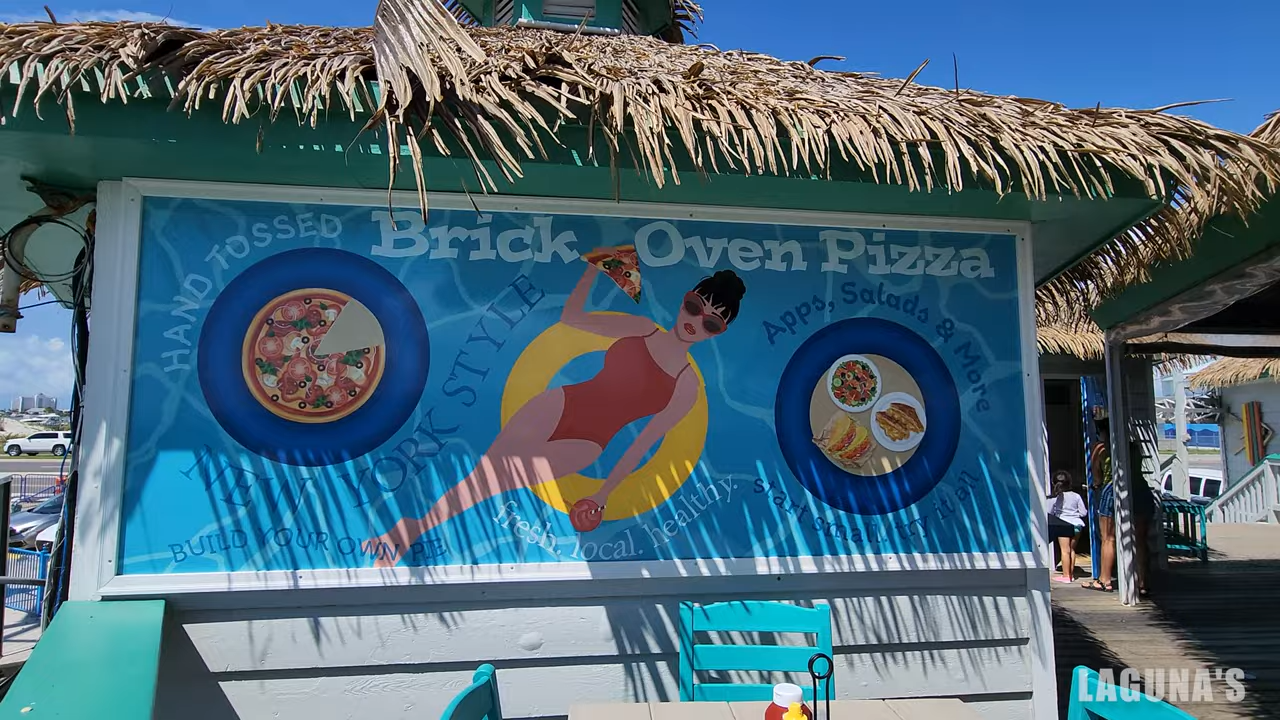 HAND TOSSED
Brick Oven Pizza
NEW YORK STYLE
BUILD YOUR OWN PIE
fresh. local. healthy.
Apps, Salads & More
start small. try it all
LAGUNA'S